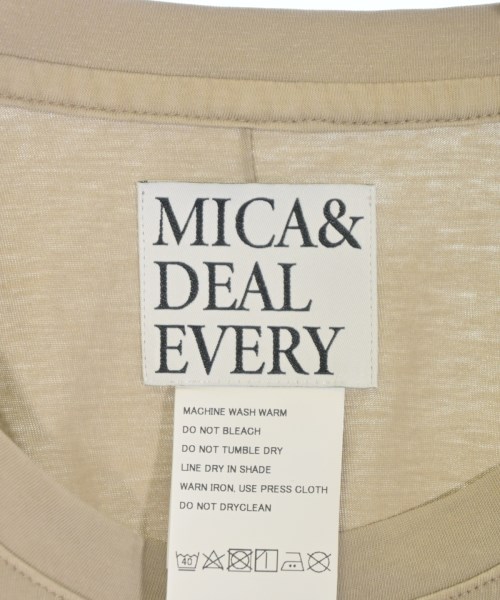 MICA&
DEAL
EVERY
MACHINE WASH WARM
DO NOT BLEACH
DO NOT TUMBLE DRY
LINE DRY IN SHADE
WARN IRON, USE PRESS CLOTH
DO NOT DRYCLEAN
40